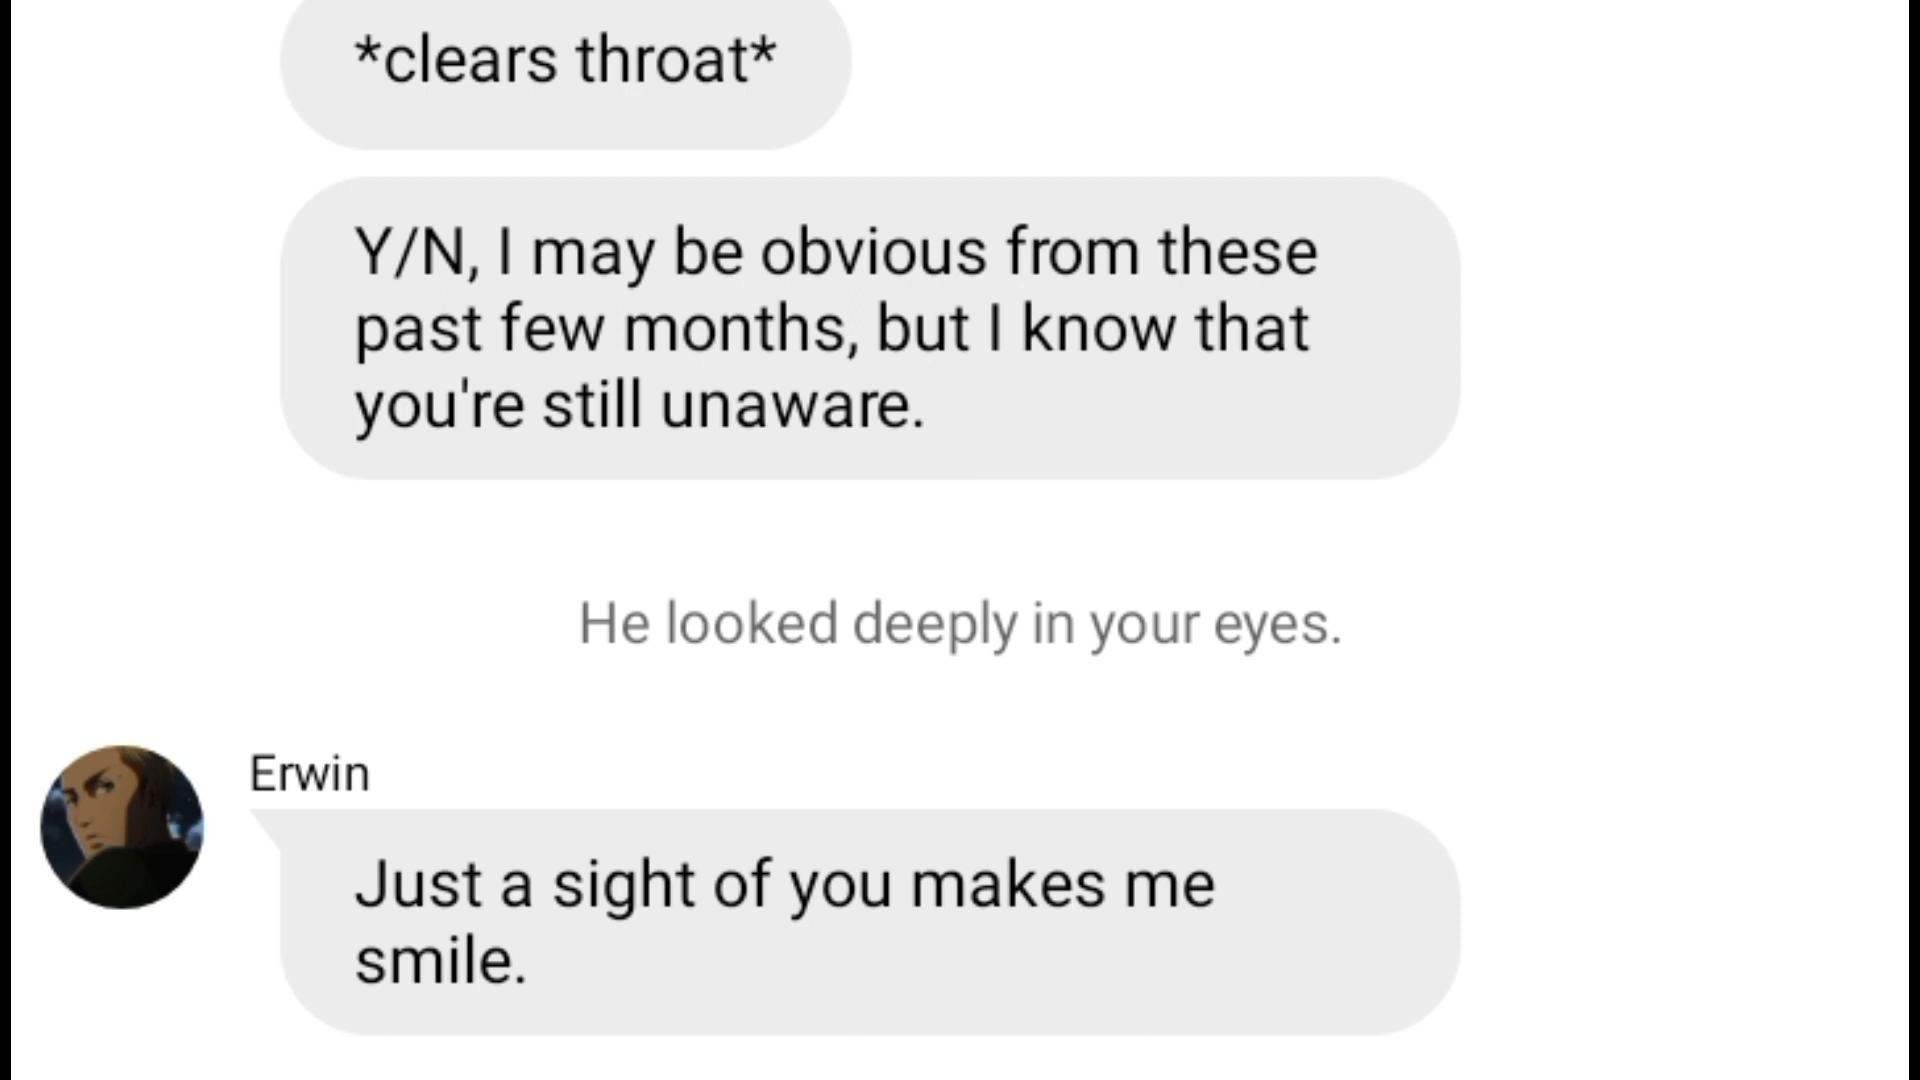 *clears throat*
Y/N, I may be obvious from these
past few months, but I know that
you're still unaware.
He looked deeply in your eyes.
Erwin
Just a sight of you makes me
smile.